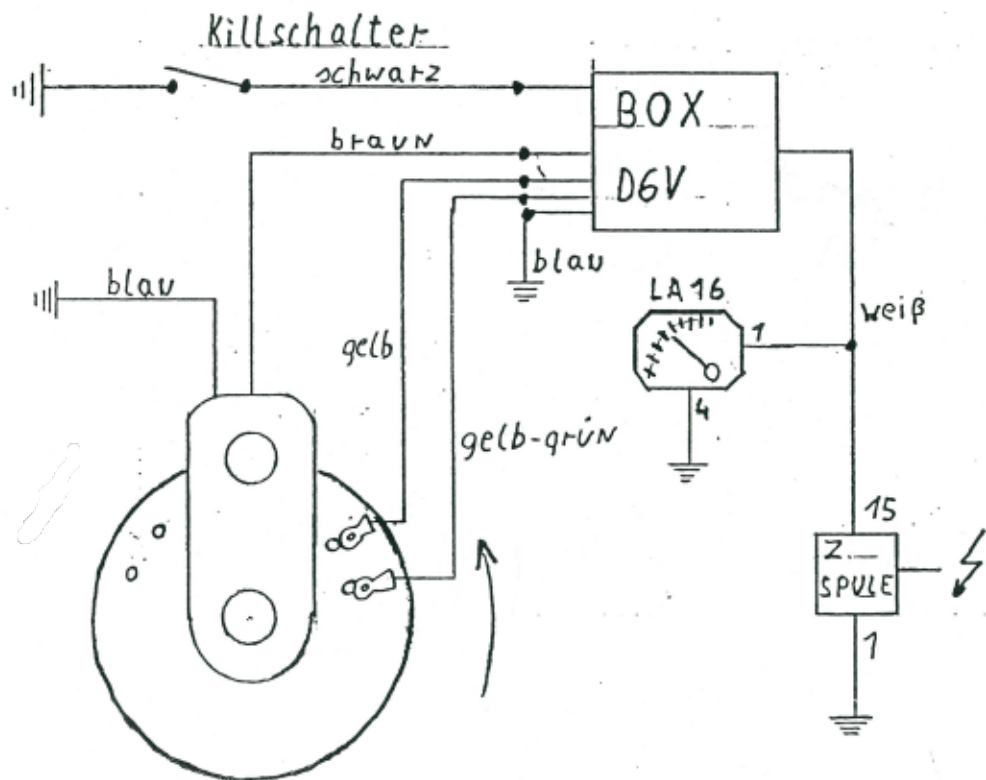 Killschalter
schwarz
BOX
braun
D6V
blau
blau
LA16
weiß
1
gelb
4
gelb-grün
15
Z.
SPULE
1